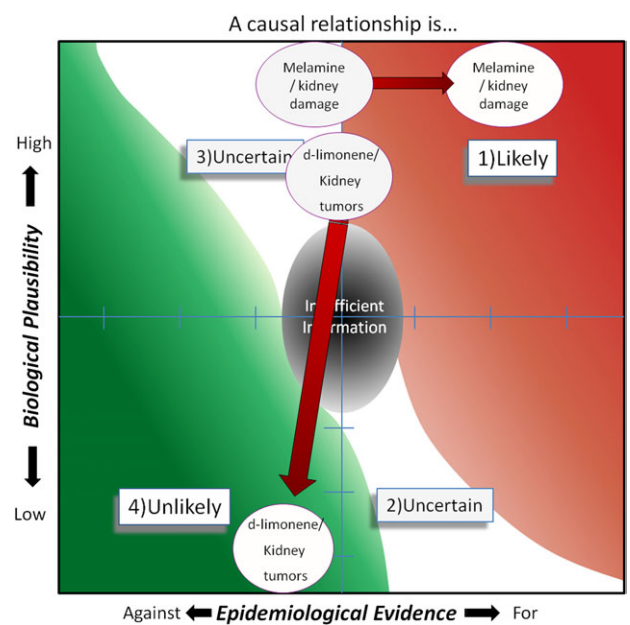 A causal relationship is...
Melamine
/ kidney
damage
Melamine
/ kidney
damage
High
3)Uncertain
d-limonene/
Kidney
tumors
1)Likely
Biological Plausibility
Insufficient
Information
Low
4)Unlikely
2)Uncertain
d-limonene/
Kidney
tumors
Against
Epidemiological Evidence
For